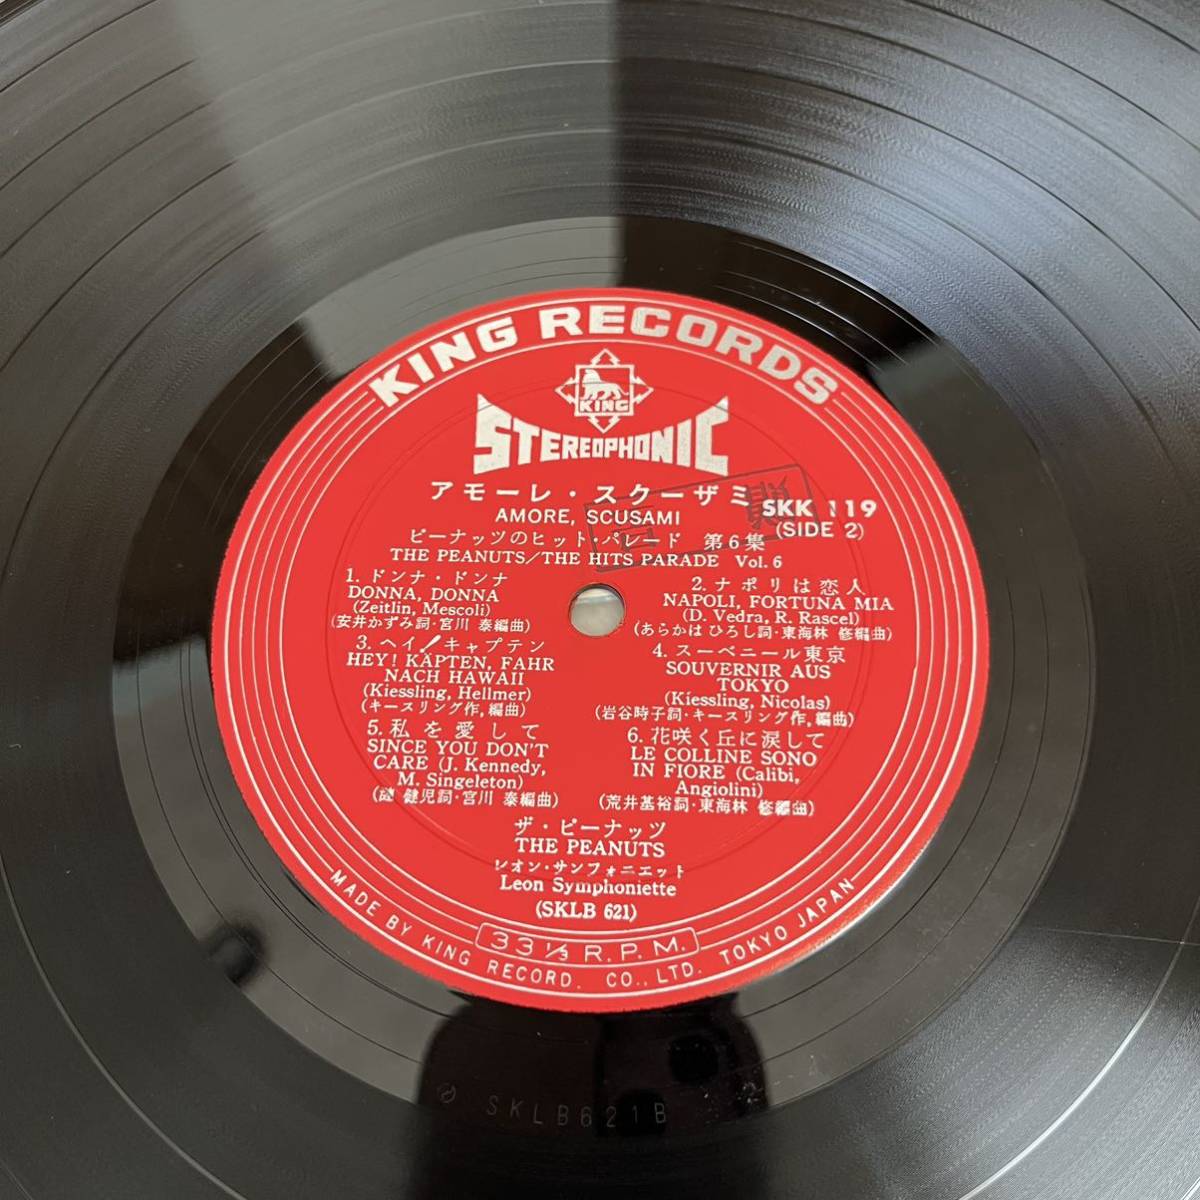 KING RECORDS
KING
STEREOPHONIC
アモーレ・スクーザミ
SKK 119
AMORE, SCUSAMI
(SIDE 2)
ピーナッツのヒット・パレード 第6集
THE PEANUTS/THE HITS PARADE Vol. 6
1. ドンナ・ドンナ
DONNA, DONNA
(Zeitlin, Mescoli)
(安井かずみ詞・宮川 泰編曲)
2. ナポリは恋人
NAPOLI, FORTUNA MIA
(D. Vedra, R. Rascel)
(あらかは ひろし詞・東海林 修編曲)
3. ヘイ!キャプテン
HEY! KÄPTEN, FAHR
NACH HAWAII
(Kiessling, Hellmer)
(キースリング作,編曲)
4. スーベニール東京
SOUVERNIR AUS
TOKYO
(Kiessling, Nicolas)
(岩谷時子詞・キースリング作,編曲)
5. 私を愛して
SINCE YOU DON'T
CARE (J. Kennedy,
M. Singeleton)
健児詞・宮川 泰編曲)
6. 花咲く丘に涙して
LE COLLINE SONO
IN FIORE (Calibi,
Angiolini)
(荒井基裕詞・東海林 修編曲)
ザ・ピーナッツ
THE PEANUTS
レオン・サンフォニエット
Leon Symphoniette
(SKLB 621)
33⅓ R.P.M.
MADE BY KING RECORD. CO., LTD. TOKYO JAPAN
SKLB621B